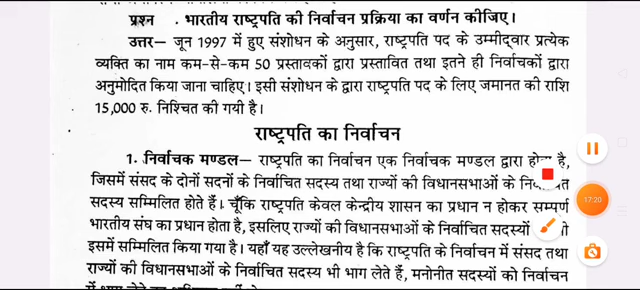 प्रश्न . भारतीय राष्ट्रपति की निर्वाचन प्रक्रिया का वर्णन कीजिए।
उत्तर— जून 1997 में हुए संशोधन के अनुसार, राष्ट्रपति पद के उम्मीद्वार प्रत्येक
व्यक्ति का नाम कम-से-कम 50 प्रस्तावकों द्वारा प्रस्तावित तथा इतने ही निर्वाचकों द्वारा
अनुमोदित किया जाना चाहिए। इसी संशोधन के द्वारा राष्ट्रपति पद के लिए जमानत की राशि
15,000 रु. निश्चित की गयी है।
राष्ट्रपति का निर्वाचन
1. निर्वाचक मण्डल— राष्ट्रपति का निर्वाचन एक निर्वाचक मण्डल द्वारा है,
जिसमें संसद के दोनों सदनों के निर्वाचित सदस्य तथा राज्यों की विधानसभाओं के
सदस्य सम्मिलित होते हैं। चूँकि राष्ट्रपति केवल केन्द्रीय शासन का प्रधान न होकर सम्पूर्ण
भारतीय संघ का प्रधान होता है, इसलिए राज्यों की विधानसभाओं के निर्वाचित सदस्यों
इसमें सम्मिलित किया गया है। यहाँ यह उल्लेखनीय है कि राष्ट्रपति के निर्वाचन में संसद तथा
राज्यों की विधानसभाओं के निर्वाचित सदस्य भी भाग लेते हैं, मनोनीत सदस्यों को निर्वाचन
17:20